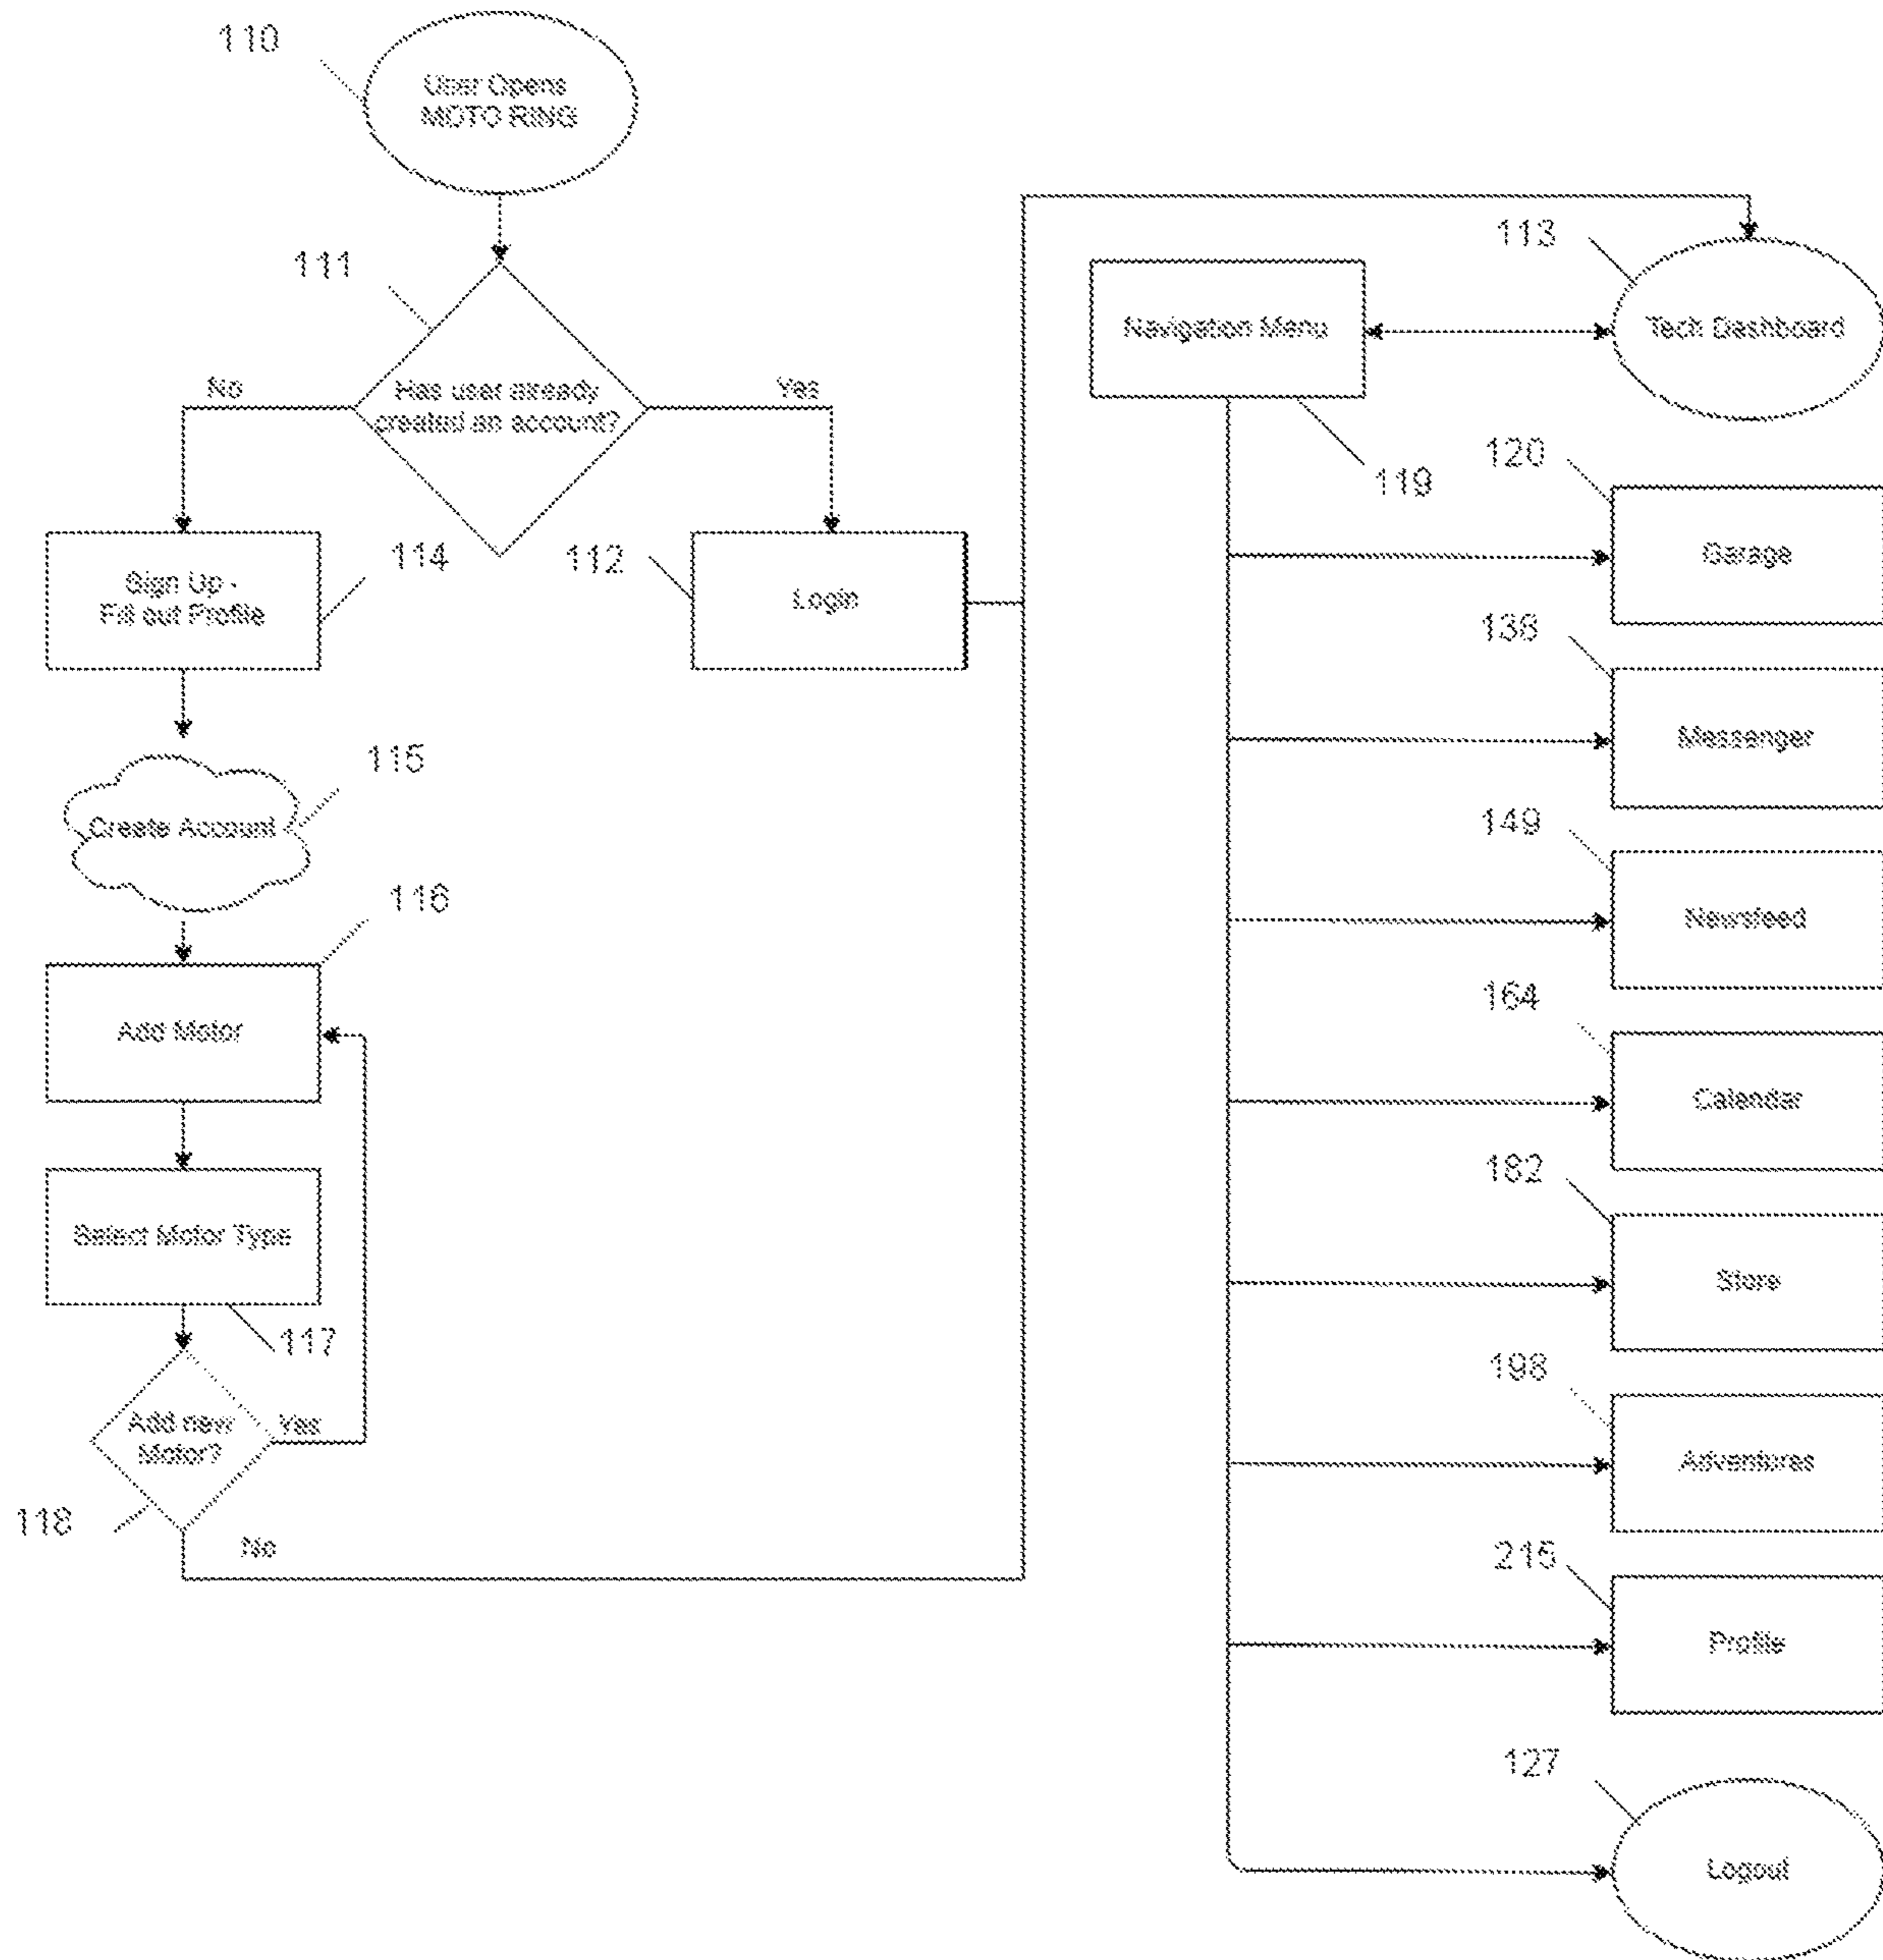 110
User Opens
MOTO RING
111
Has user already
created an account?
No
Yes
114
Sign Up -
Fill out Profile
112
Login
115
Create Account
116
Add Motor
Select Motor Type
117
Add new
Motor?
Yes
118
No
113
Tech Dashboard
Navigation Menu
119
120
Garage
138
Messenger
149
Newsfeed
164
Calendar
182
Store
198
Adventures
215
Profile
127
Logout